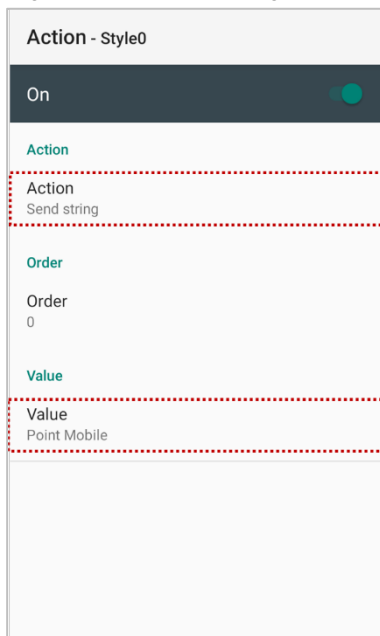 Action - Style0
On
Action
Action
Send string
Order
Order
0
Value
Value
Point Mobile